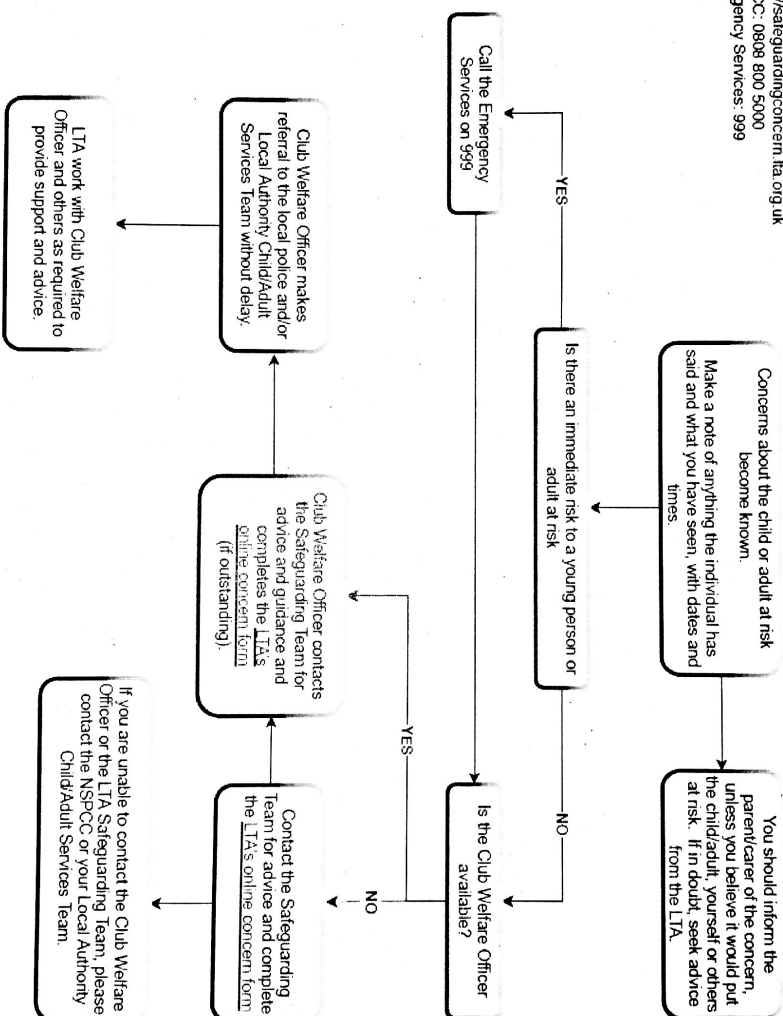 //safeguardingconcern.lta.org.uk
CC: 0808 800 5000
gency Services: 999
Concerns about the child or adult at risk
become known.
Make a note of anything the individual has
said and what you have seen, with dates and
times.
You should inform the
parent/carer of the concern,
unless you believe it would put
the child/adult, yourself or others
at risk. If in doubt, seek advice
from the LTA.
Is there an immediate risk to a young person or
adult at risk
YES
NO
Call the Emergency
Services on 999
Is the Club Welfare Officer
available?
YES
NO
Club Welfare Officer makes
referral to the local police and/or
Local Authority Child/Adult
Services Team without delay.
Club Welfare Officer contacts
the Safeguarding Team for
advice and guidance and
completes the LTA's
online concern form
(if outstanding).
Contact the Safeguarding
Team for advice and complete
the LTA's online concern form
LTA work with Club Welfare
Officer and others as required to
provide support and advice.
If you are unable to contact the Club Welfare
Officer or the LTA Safeguarding Team, please
contact the NSPCC or your Local Authority
Child/Adult Services Team.